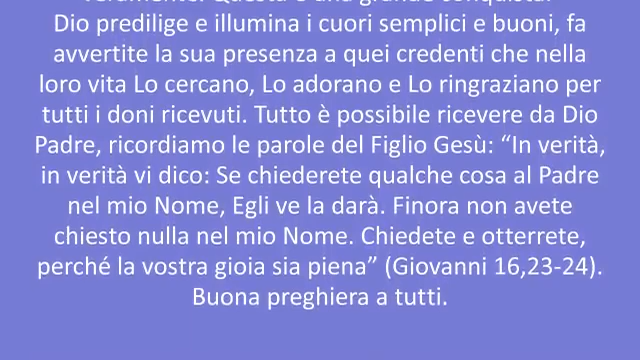 Dio predilige e illumina i cuori semplici e buoni, fa
avvertite la sua presenza a quei credenti che nella
loro vita Lo cercano, Lo adorano e Lo ringraziano per
tutti i doni ricevuti. Tutto è possibile ricevere da Dio
Padre, ricordiamo le parole del Figlio Gesù: “In verità,
in verità vi dico: Se chiederete qualche cosa al Padre
nel mio Nome, Egli ve la darà. Finora non avete
chiesto nulla nel mio Nome. Chiedete e otterrete,
perché la vostra gioia sia piena” (Giovanni 16,23-24).
Buona preghiera a tutti.